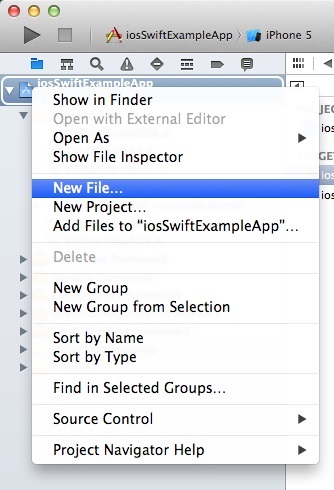 iosSwiftExampleApp
iPhone 5
iosSwiftExampleApp
Show in Finder
Open with External Editor
Open As
Show File Inspector
New File...
New Project...
Add Files to “iosSwiftExampleApp”...
Delete
New Group
New Group from Selection
Sort by Name
Sort by Type
Find in Selected Groups...
Source Control
Project Navigator Help